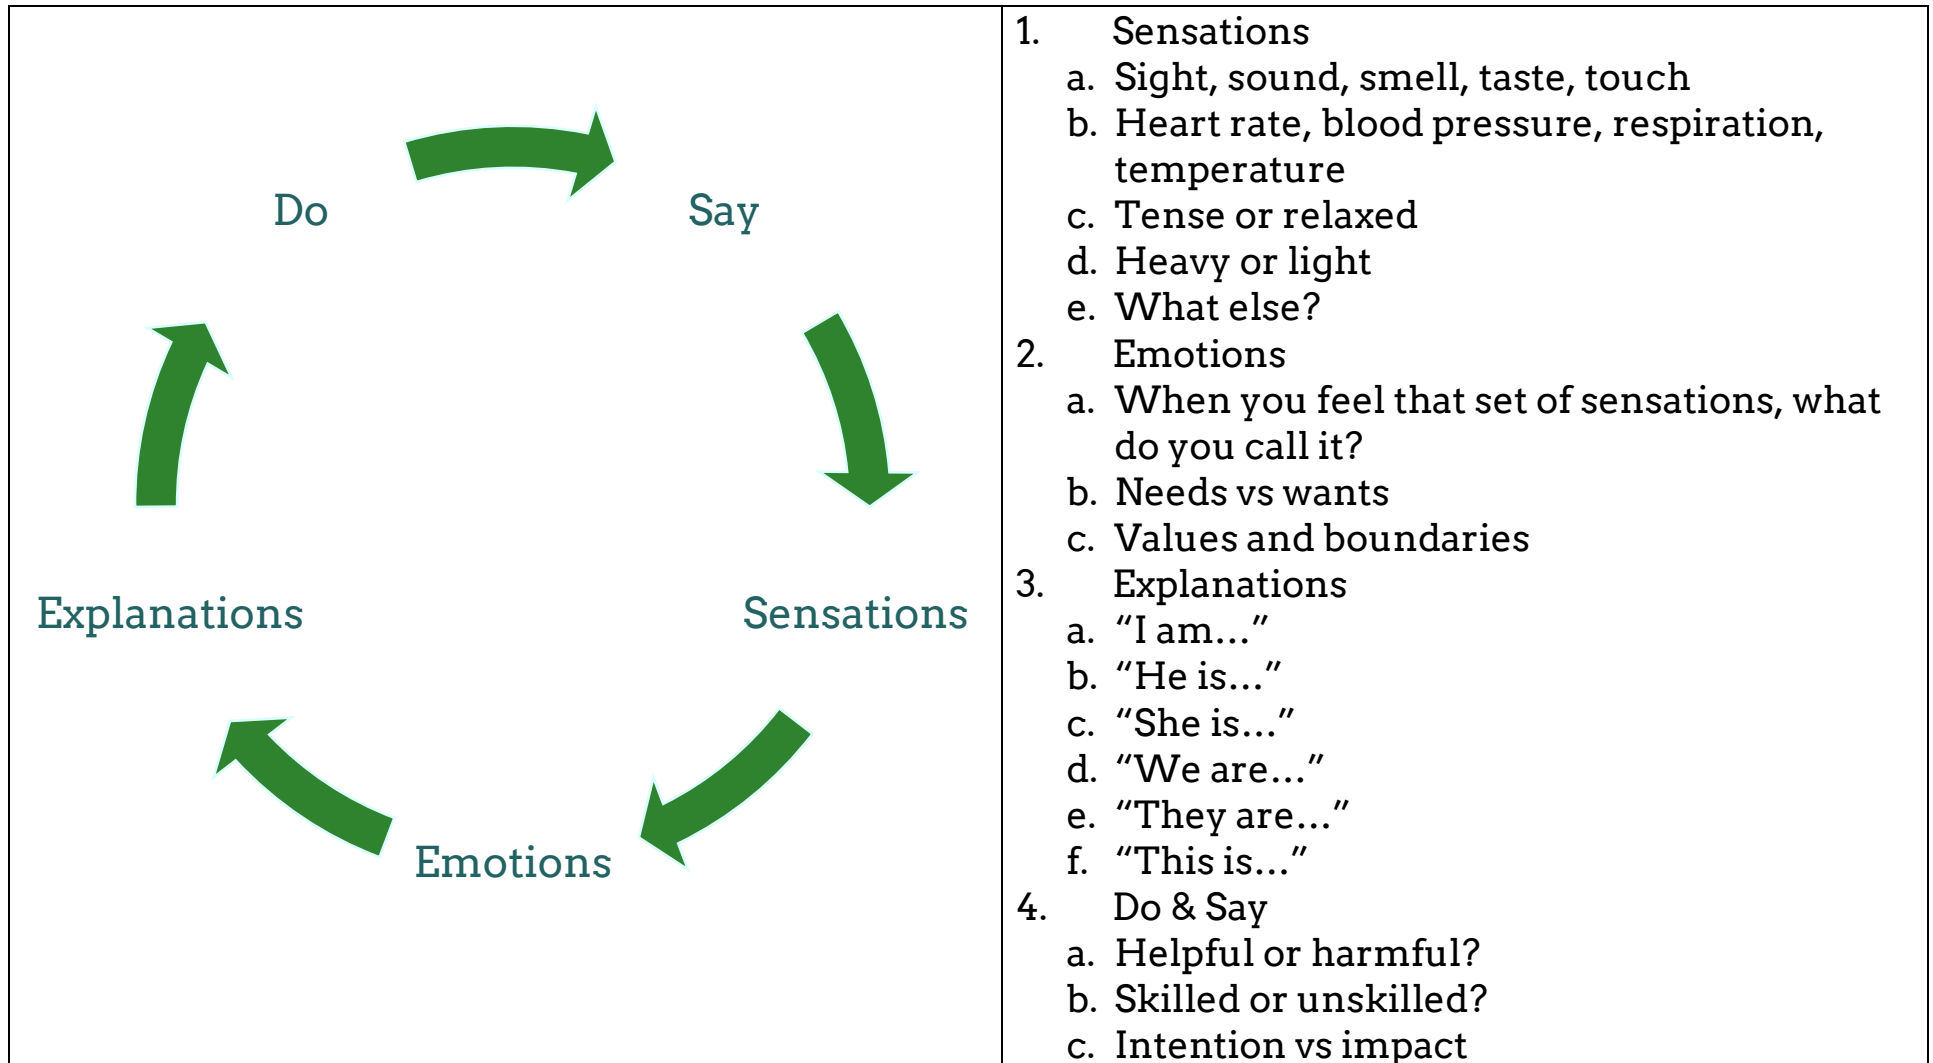 Do
Say
Explanations
Sensations
Emotions
1. Sensations
a. Sight, sound, smell, taste, touch
b. Heart rate, blood pressure, respiration,
temperature
c. Tense or relaxed
d. Heavy or light
e. What else?
2. Emotions
a. When you feel that set of sensations, what
do you call it?
b. Needs vs wants
c. Values and boundaries
3. Explanations
a. “I am…”
b. “He is…”
c. “She is…”
d. “We are…”
e. “They are…”
f. “This is…”
4. Do & Say
a. Helpful or harmful?
b. Skilled or unskilled?
c. Intention vs impact